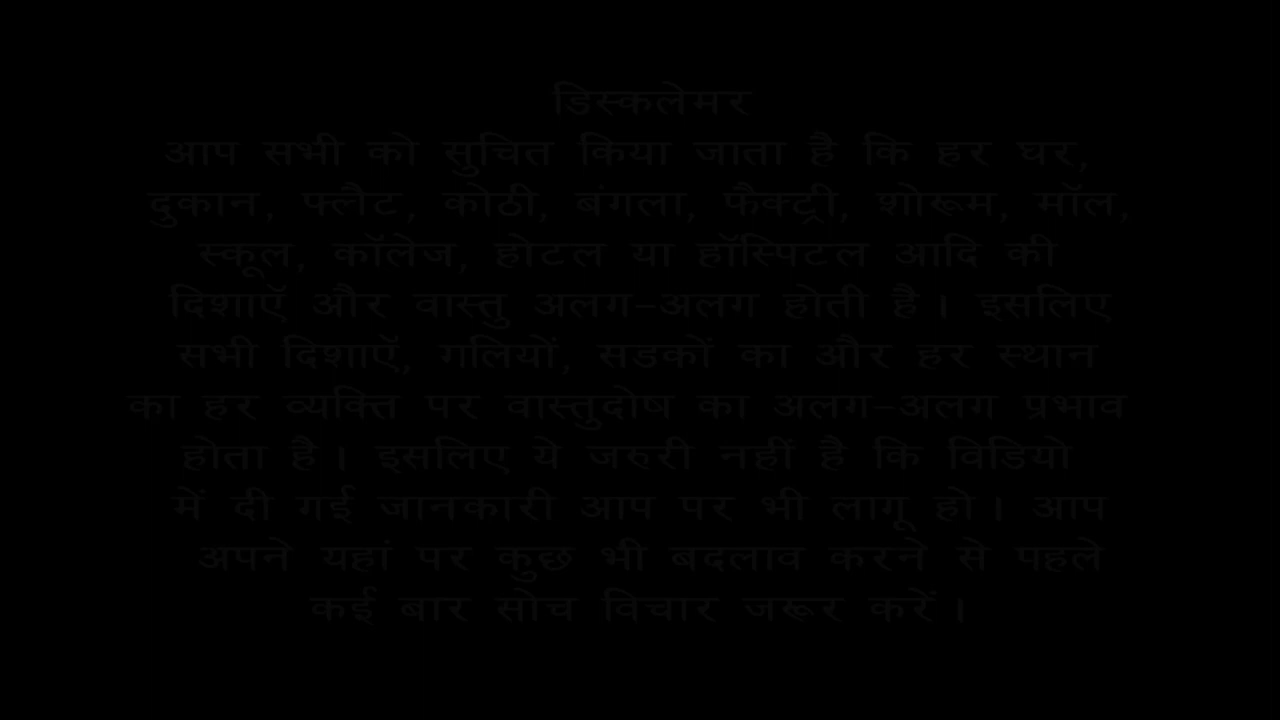 डिस्कलेमर
आप सभी को सुचित किया जाता है कि हर घर,
दुकान, फ्लैट, कोठी, बंगला, फैक्ट्री, शोरूम, मॉल,
स्कूल, कॉलेज, होटल या हॉस्पिटल आदि की
दिशाऍ और वास्तु अलग-अलग होती है। इसलिए
सभी दिशाऍ, गलियों, सडकों का और हर स्थान
का हर व्यक्ति पर वास्तुदोष का अलग-अलग प्रभाव
होता है। इसलिए ये जरुरी नहीं है कि विडियो
में दी गई जानकारी आप पर भी लागू हो। आप
अपने यहां पर कुछ भी बदलाव करने से पहले
कई बार सोच विचार जरूर करें।